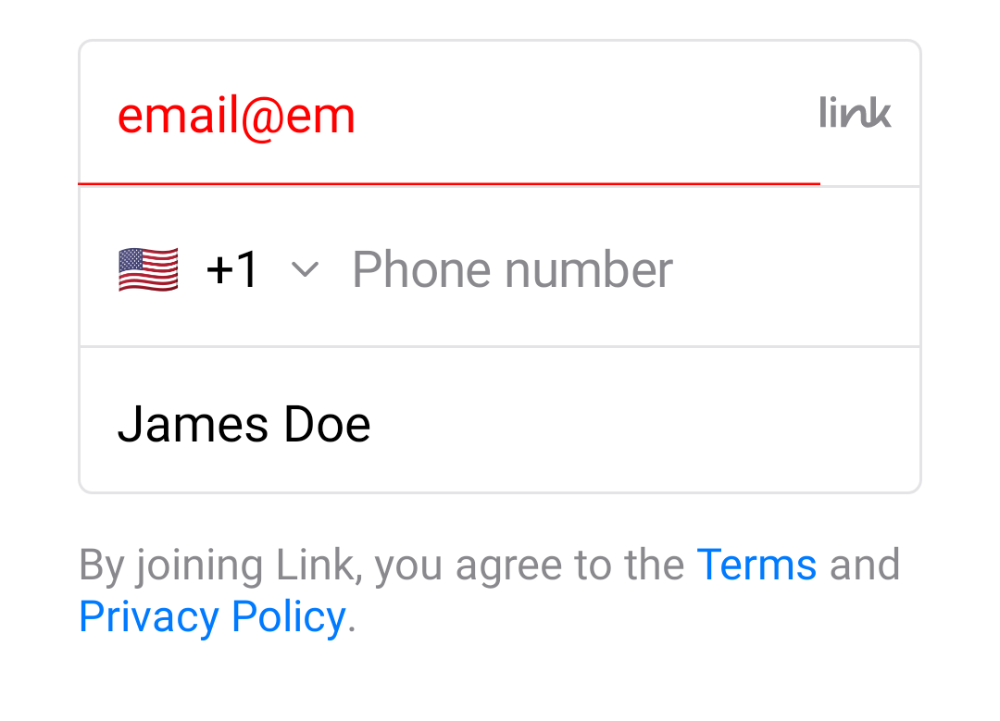 email@em link
+1 Phone number
James Doe
By joining Link, you agree to the Terms and
Privacy Policy.